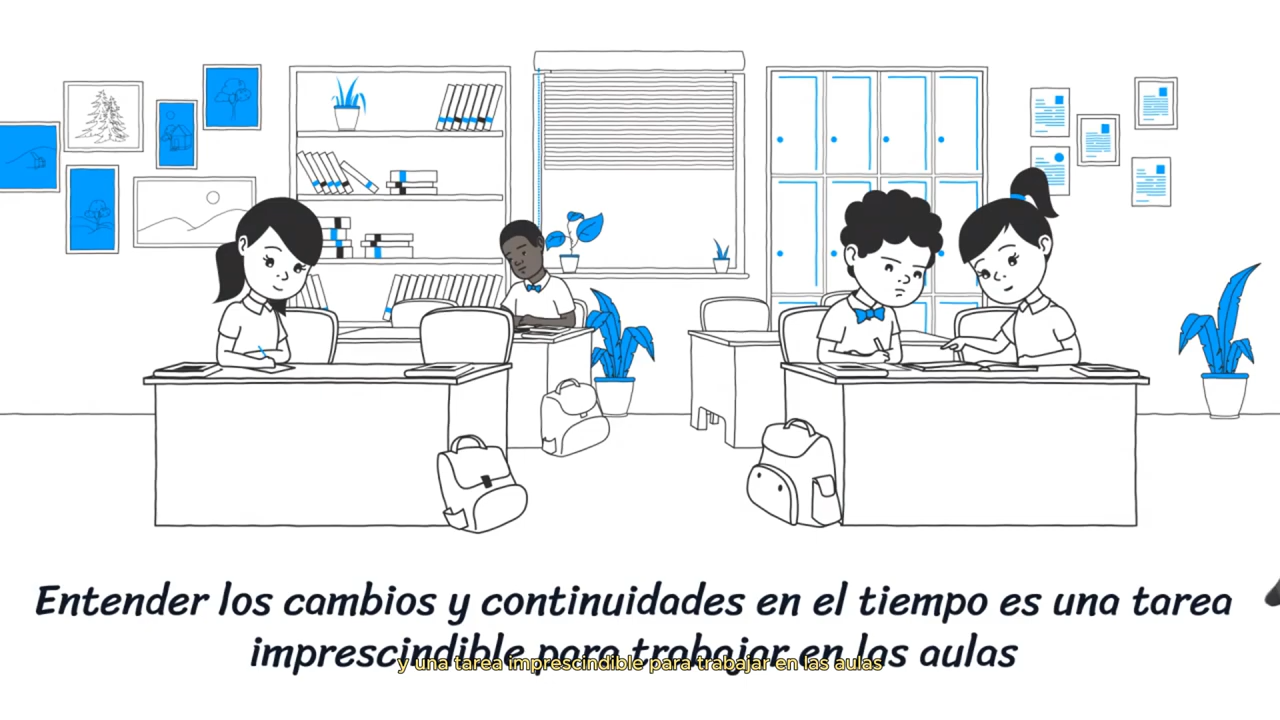 Entender los cambios y continuidades en el tiempo es una tarea
imprescindible para trabajar en las aulas
y una tarea imprescindible para trabajar en las aulas